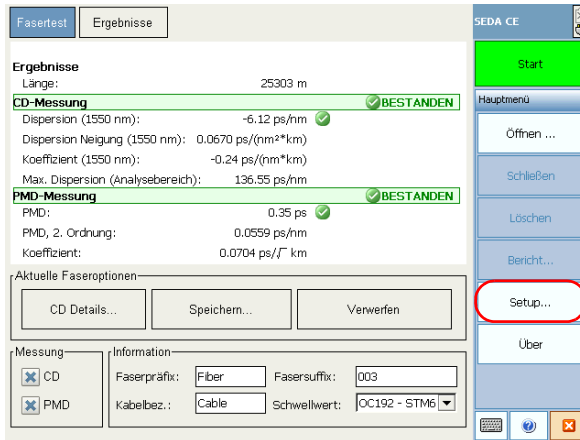 Fasertest Ergebnisse SEDA CE
Start
Ergebnisse
Länge: 25303 m
CD-Messung BESTANDEN
Dispersion (1550 nm): -6.12 ps/nm
Dispersion Neigung (1550 nm): 0.0670 ps/(nm²*km)
Koeffizient (1550 nm): -0.24 ps/(nm*km)
Max. Dispersion (Analysebereich): 136.55 ps/nm
PMD-Messung BESTANDEN
PMD: 0.35 ps
PMD, 2. Ordnung: 0.0559 ps/nm
Koeffizient: 0.0704 ps/√ km
Aktuelle Faseroptionen
CD Details... Speichern... Verwerfen
Messung
CD
PMD
Information
Faserpräfix: Fiber Fasersuffix: 003
Kabelbez.: Cable Schwellwert: OC192 - STM6
Hauptmenü
Öffnen ...
Schließen
Löschen
Bericht...
Setup...
Über